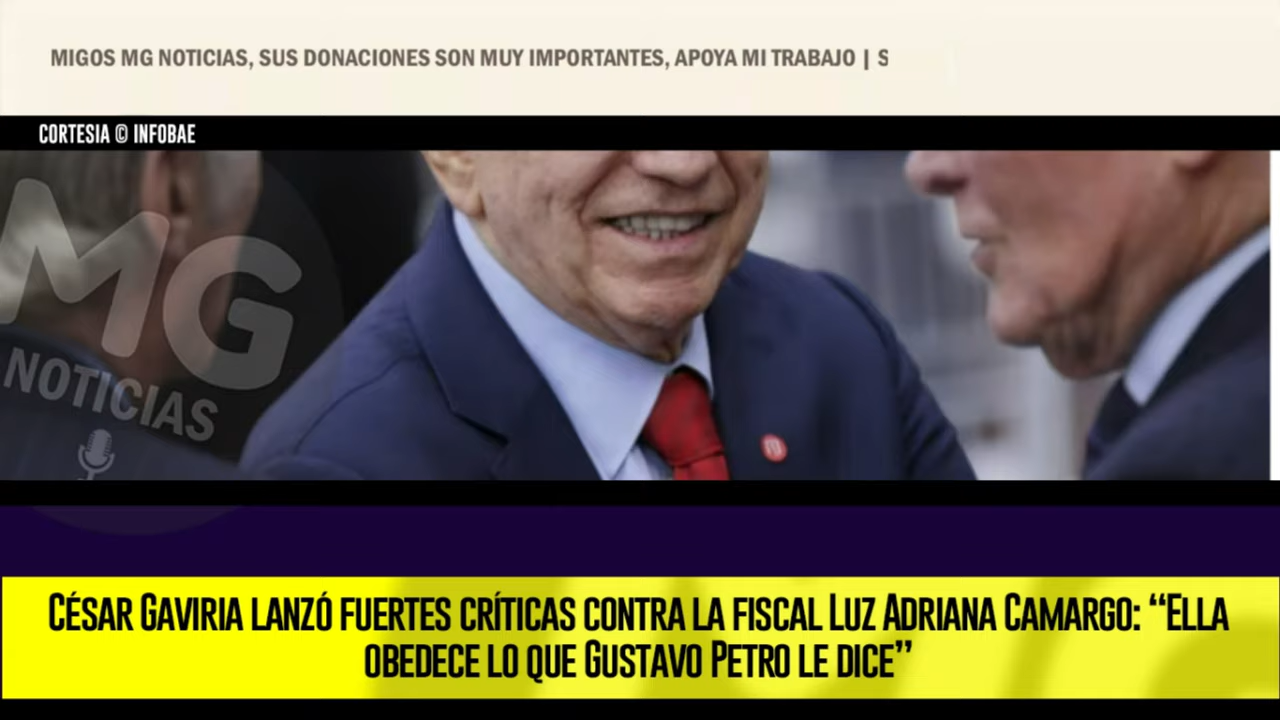 MIGOS MG NOTICIAS, SUS DONACIONES SON MUY IMPORTANTES, APOYA MI TRABAJO | S
CORTESIA © INFOBAE
MG
NOTICIAS
CÉSAR GAVIRIA LANZÓ FUERTES CRÍTICAS CONTRA LA FISCAL LUZ ADRIANA CAMARGO: “ELLA
OBEDECE LO QUE GUSTAVO PETRO LE DICE”